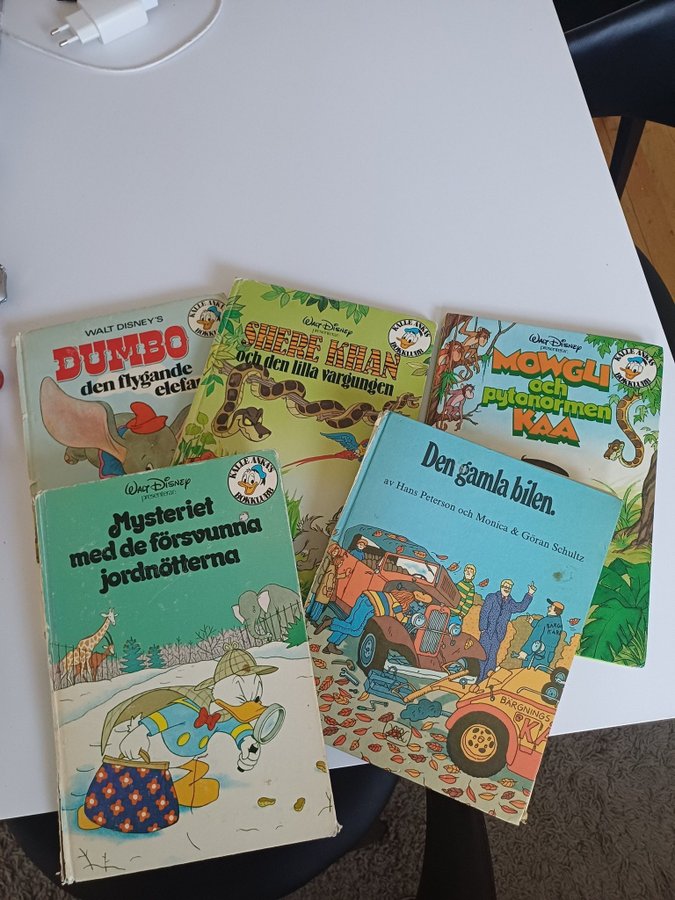 WALT DISNEY'S
DUMBO
den flygande
elefan
KALLE ANKAS
BOKKLUBB
WALT DISNEY
presenterar:
SHERE KHAN
och den lilla vargungen
KALLE ANKAS
BOKKLUBB
WALT DISNEY
presenterar:
MOWGLI
och
pytonormen
KAA
KALLE ANKAS
BOKKLUBB
WALT DISNEY
presenterar:
Mysteriet
med de försvunna
jordnötterna
KALLE ANKAS
BOKKLUBB
Den gamla bilen.
av Hans Peterson och Monica & Göran Schultz
BÄRGNINGS